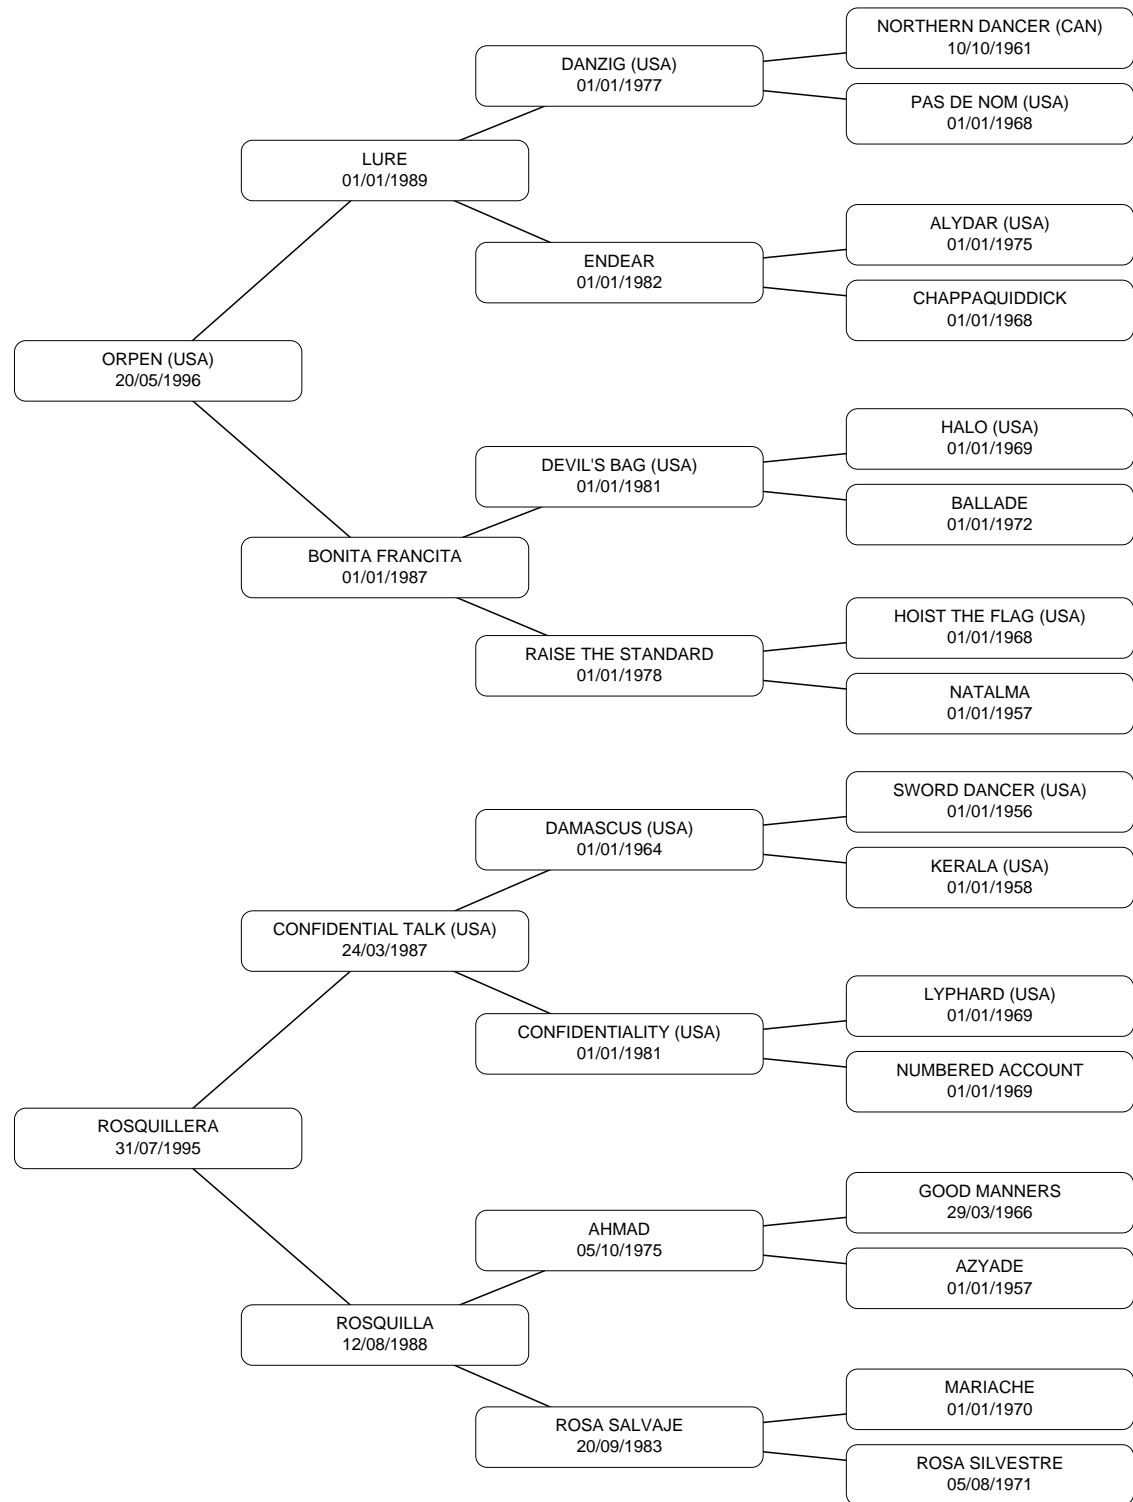 NORTHERN DANCER (CAN)
10/10/1961
DANZIG (USA)
01/01/1977
PAS DE NOM (USA)
01/01/1968
LURE
01/01/1989
ALYDAR (USA)
01/01/1975
ENDEAR
01/01/1982
CHAPPAQUIDDICK
01/01/1968
ORPEN (USA)
20/05/1996
HALO (USA)
01/01/1969
DEVIL'S BAG (USA)
01/01/1981
BALLADE
01/01/1972
BONITA FRANCITA
01/01/1987
HOIST THE FLAG (USA)
01/01/1968
RAISE THE STANDARD
01/01/1978
NATALMA
01/01/1957
SWORD DANCER (USA)
01/01/1956
DAMASCUS (USA)
01/01/1964
KERALA (USA)
01/01/1958
CONFIDENTIAL TALK (USA)
24/03/1987
LYPHARD (USA)
01/01/1969
CONFIDENTIALITY (USA)
01/01/1981
NUMBERED ACCOUNT
01/01/1969
ROSQUILLERA
31/07/1995
GOOD MANNERS
29/03/1966
AHMAD
05/10/1975
AZYADE
01/01/1957
ROSQUILLA
12/08/1988
MARIACHE
01/01/1970
ROSA SALVAJE
20/09/1983
ROSA SILVESTRE
05/08/1971